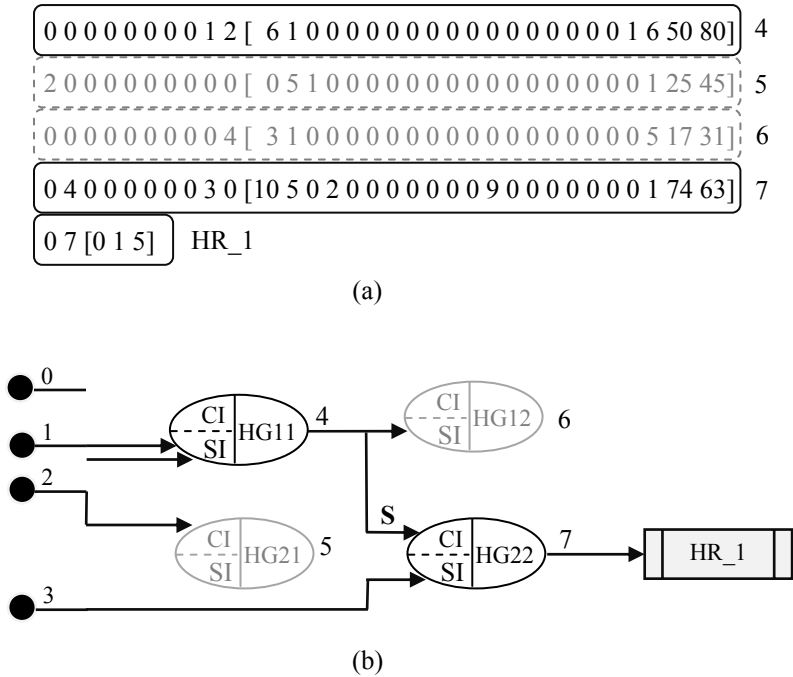 0 0 0 0 0 0 0 0 1 2 [ 6 1 0 0 0 0 0 0 0 0 0 0 0 0 0 0 0 0 1 6 50 80] 4
2 0 0 0 0 0 0 0 0 0 [ 0 5 1 0 0 0 0 0 0 0 0 0 0 0 0 0 0 0 0 1 25 45] 5
0 0 0 0 0 0 0 0 0 4 [ 3 1 0 0 0 0 0 0 0 0 0 0 0 0 0 0 0 0 0 5 17 31] 6
0 4 0 0 0 0 0 0 3 0 [10 5 0 2 0 0 0 0 0 0 0 9 0 0 0 0 0 0 0 1 74 63] 7
0 7 [0 1 5] HR_1
(a)
0
1
CI
SI
HG11
4
CI
SI
HG12
6
2
S
CI
SI
HG21
5
CI
SI
HG22
7
HR_1
3
(b)